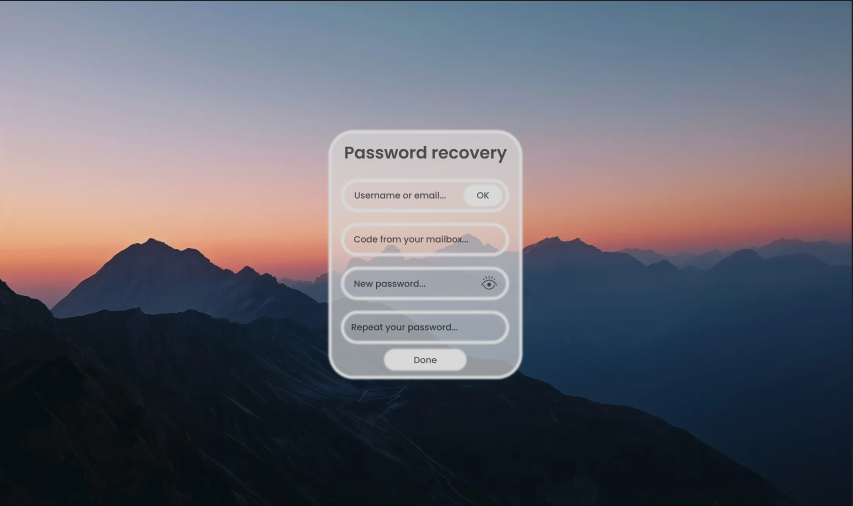 Password recovery
Username or email... OK
Code from your mailbox...
New password...
Repeat your password...
Done